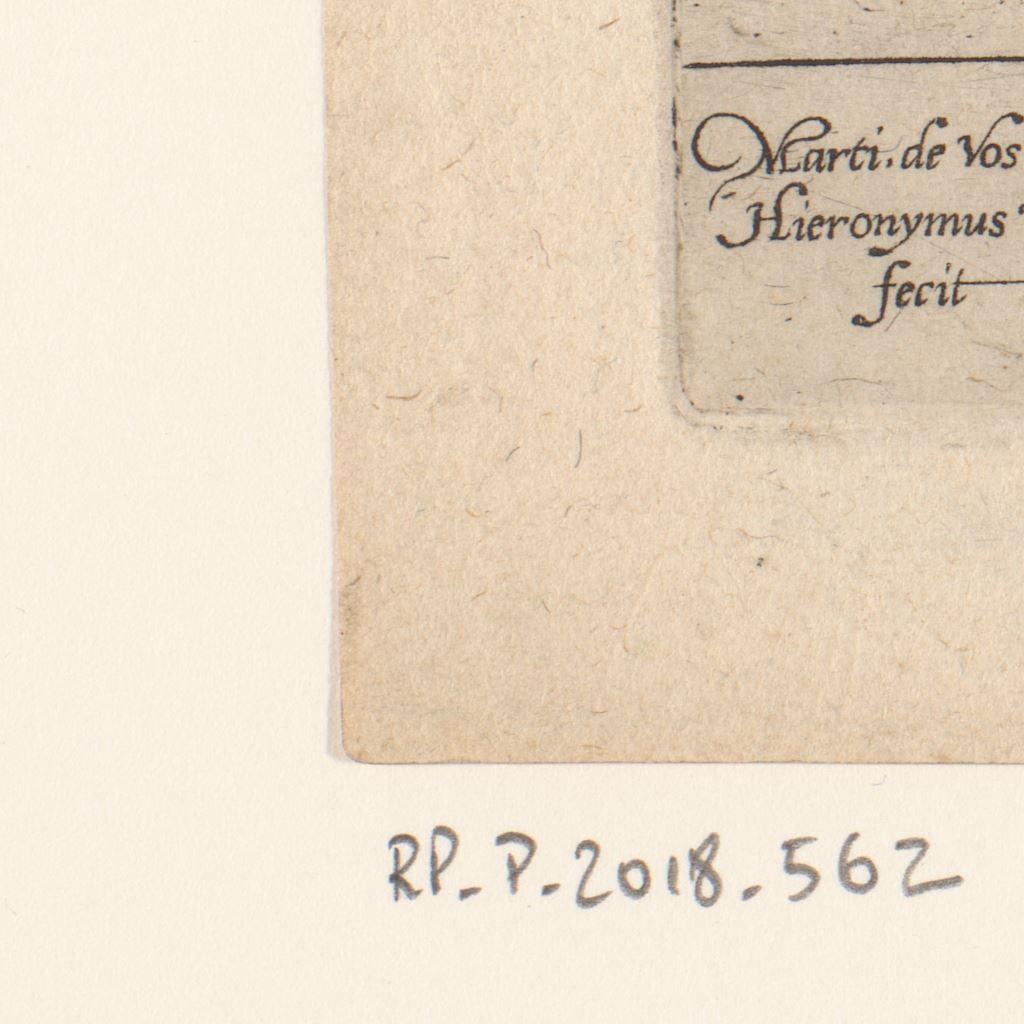 Marti. de Vos
Hieronymus
fecit
RP-P-2018-562